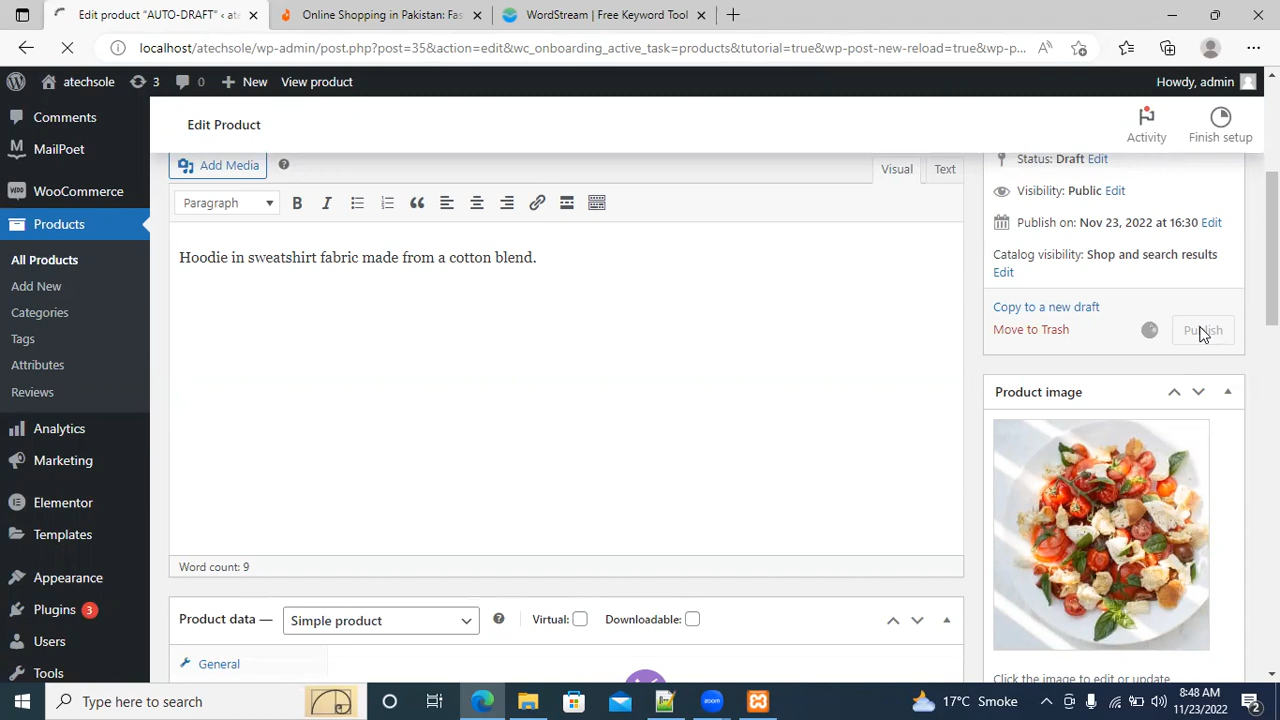 Edit product “AUTO-DRAFT” ‹ ate
Online Shopping in Pakistan: Fas
WordStream | Free Keyword Tool
localhost/atechsole/wp-admin/post.php?post=35&action=edit&wc_onboarding_active_task=products&tutorial=true&wp-post-new-reload=true&wp-p...
atechsole 3 0 New View product Howdy, admin
Edit Product
Activity
Finish setup
Comments
MailPoet
WooCommerce
Products
All Products
Add New
Categories
Tags
Attributes
Reviews
Analytics
Marketing
Elementor
Templates
Appearance
Plugins 3
Users
Tools
Add Media
Visual Text
Paragraph
Hoodie in sweatshirt fabric made from a cotton blend.
Word count: 9
Product data — Simple product Virtual: Downloadable:
General
Status: Draft Edit
Visibility: Public Edit
Publish on: Nov 23, 2022 at 16:30 Edit
Catalog visibility: Shop and search results
Edit
Copy to a new draft
Move to Trash Publish
Product image
Click the image to edit or update
Type here to search
zoom
17°C Smoke
8:48 AM
11/23/2022
2